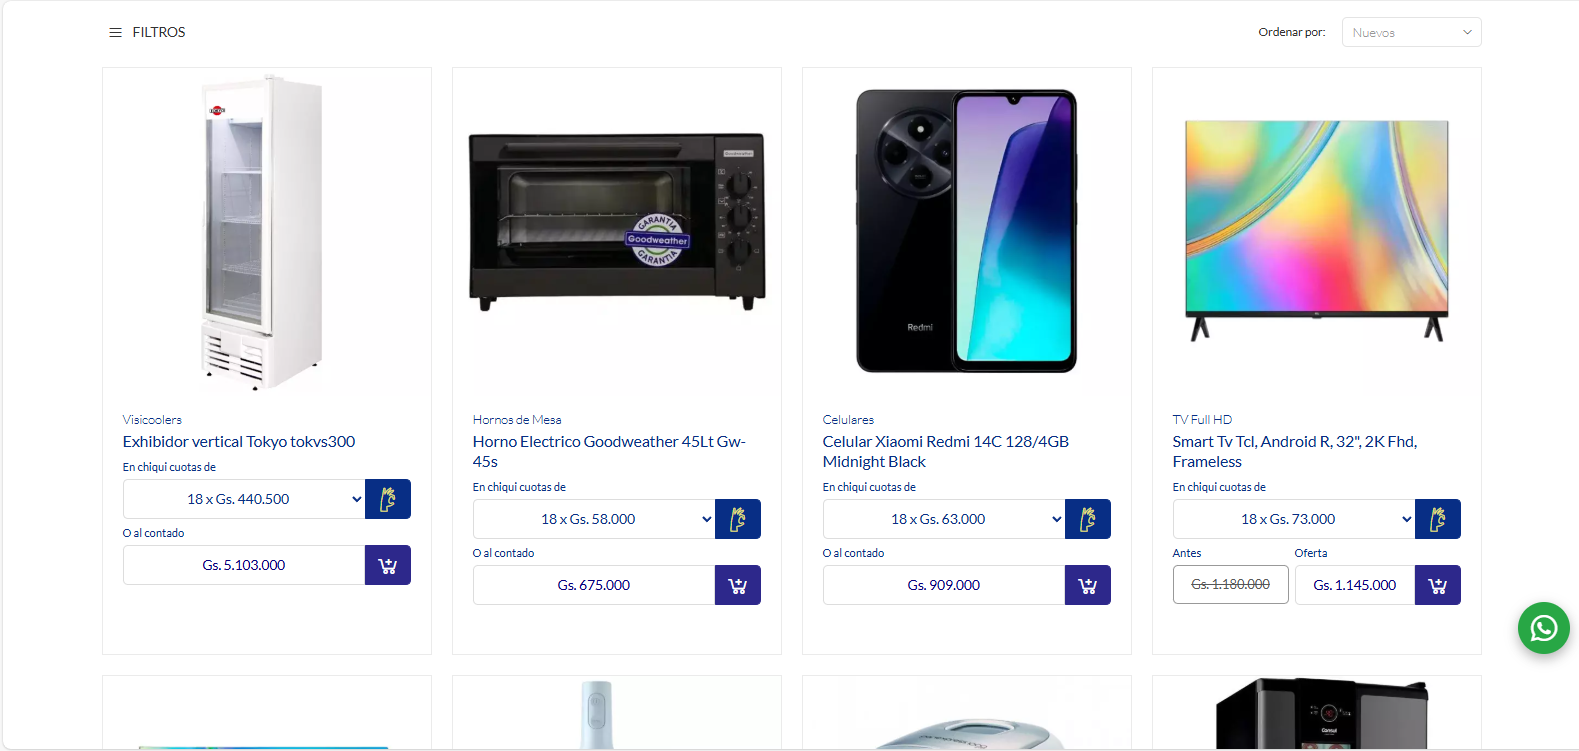 FILTROS
Ordenar por:
Nuevos
Visicoolers
Exhibidor vertical Tokyo tokvs300
En chiqui cuotas de
18 x Gs. 440.500
O al contado
Gs. 5.103.000
Goodweather
GARANTIA
Goodweather
GARANTIA
Hornos de Mesa
Horno Electrico Goodweather 45Lt Gw-
45s
En chiqui cuotas de
18 x Gs. 58.000
O al contado
Gs. 675.000
Redmi
Celulares
Celular Xiaomi Redmi 14C 128/4GB
Midnight Black
En chiqui cuotas de
18 x Gs. 63.000
O al contado
Gs. 909.000
TV Full HD
Smart Tv Tcl, Android R, 32", 2K Fhd,
Frameless
En chiqui cuotas de
18 x Gs. 73.000
Antes
Oferta
Gs. 1.180.000
Gs. 1.145.000
Consul